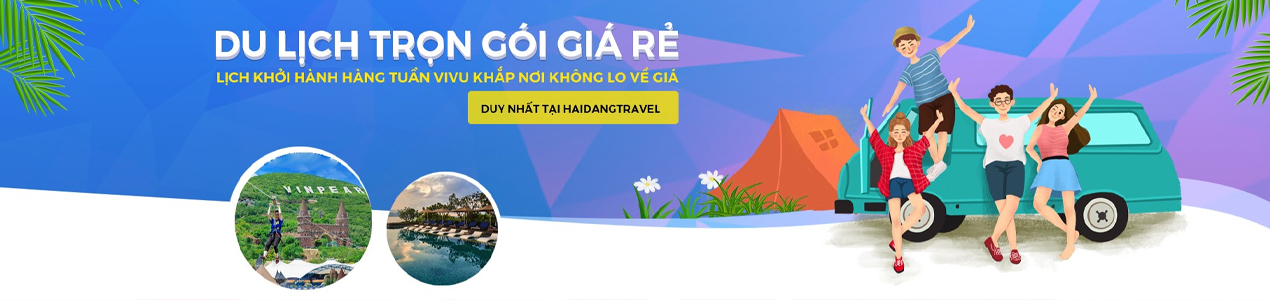 DU LỊCH TRỌN GÓI GIÁ RẺ
LỊCH KHỞI HÀNH HÀNG TUẦN VIVU KHẮP NƠI KHÔNG LO VỀ GIÁ
DUY NHẤT TẠI HAIDANGTRAVEL
VINPEAR